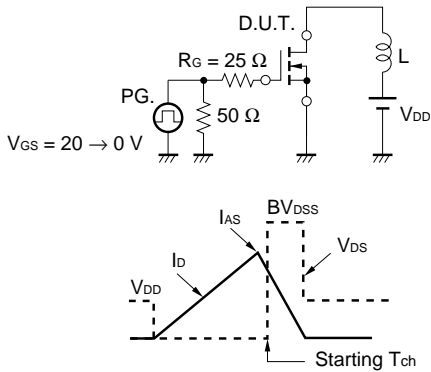 D.U.T.
RG = 25 Ω
L
PG.
50 Ω
VDD
VGS = 20 → 0 V
BVDSS
IAS
VDS
ID
VDD
Starting Tch